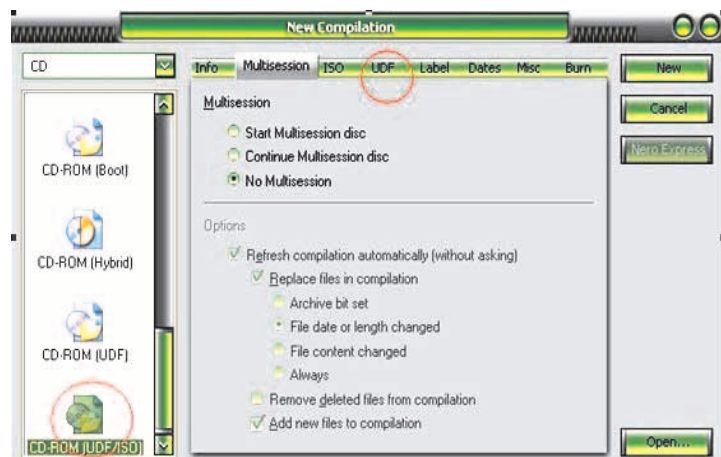 New Compilation
CD
Info Multisession ISO UDF Label Dates Misc Burn
New
Cancel
Nero Express
Multisession
Start Multisession disc
Continue Multisession disc
No Multisession
Options
Refresh compilation automatically (without asking)
Replace files in compilation
Archive bit set
File date or length changed
File content changed
Always
Remove deleted files from compilation
Add new files to compilation
CD-ROM (Boot)
CD-ROM (Hybrid)
CD-ROM (UDF)
CD-ROM (UDF/ISO)
Open...